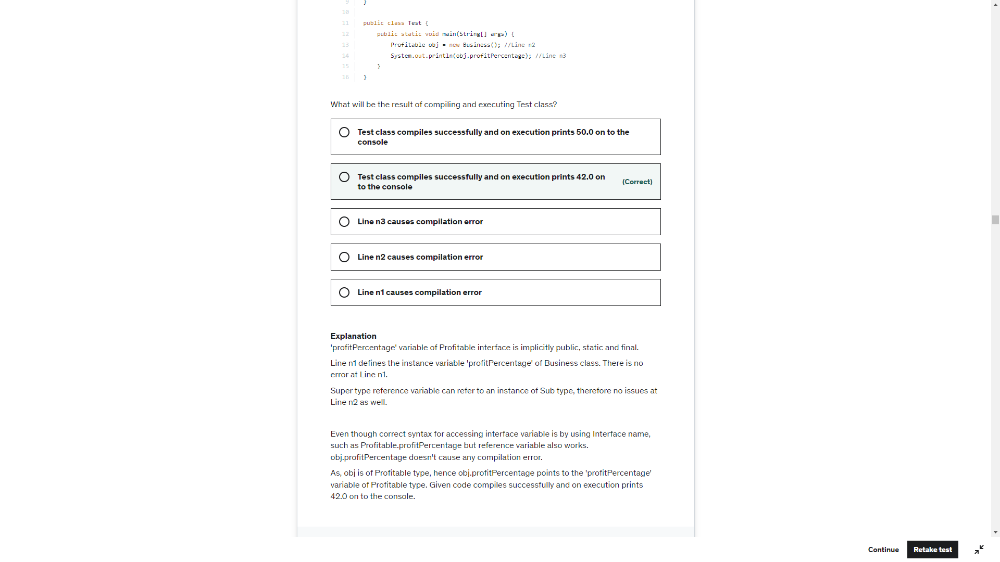 9 }
10
11 public class Test {
12 public static void main(String[] args) {
13 Profitable obj = new Business(); //Line n2
14 System.out.println(obj.profitPercentage); //Line n3
15 }
16 }
What will be the result of compiling and executing Test class?
Test class compiles successfully and on execution prints 50.0 on to the
console
Test class compiles successfully and on execution prints 42.0 on
to the console
(Correct)
Line n3 causes compilation error
Line n2 causes compilation error
Line n1 causes compilation error
Explanation
'profitPercentage' variable of Profitable interface is implicitly public, static and final.
Line n1 defines the instance variable 'profitPercentage' of Business class. There is no
error at Line n1.
Super type reference variable can refer to an instance of Sub type, therefore no issues at
Line n2 as well.
Even though correct syntax for accessing interface variable is by using Interface name,
such as Profitable.profitPercentage but reference variable also works.
obj.profitPercentage doesn't cause any compilation error.
As, obj is of Profitable type, hence obj.profitPercentage points to the 'profitPercentage'
variable of Profitable type. Given code compiles successfully and on execution prints
42.0 on to the console.
Continue
Retake test